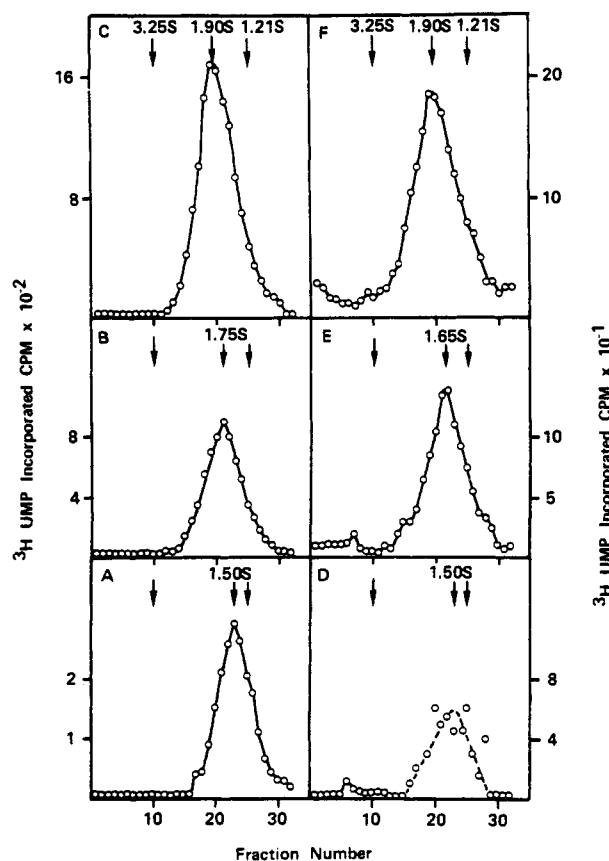 C 3.25S 1.90S 1.21S
F 3.25S 1.90S 1.21S
16
8
20
10
B 1.75S
E 1.65S
8
4
10
5
A 1.50S
D 1.50S
2
1
8
4
10 20 30
10 20 30
Fraction Number
³H UMP Incorporated CPM x 10⁻²
³H UMP Incorporated CPM x 10⁻¹